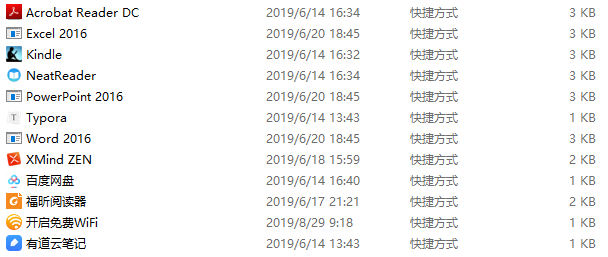 Acrobat Reader DC 2019/6/14 16:34 快捷方式 3 KB
Excel 2016 2019/6/20 18:45 快捷方式 3 KB
Kindle 2019/6/14 16:32 快捷方式 3 KB
NeatReader 2019/6/14 16:34 快捷方式 3 KB
PowerPoint 2016 2019/6/20 18:45 快捷方式 3 KB
Typora 2019/6/14 13:43 快捷方式 1 KB
Word 2016 2019/6/20 18:45 快捷方式 3 KB
XMind ZEN 2019/6/18 15:59 快捷方式 2 KB
百度网盘 2019/6/14 16:40 快捷方式 1 KB
福昕阅读器 2019/6/17 21:21 快捷方式 2 KB
开启免费WiFi 2019/8/29 9:18 快捷方式 1 KB
有道云笔记 2019/6/14 13:43 快捷方式 1 KB